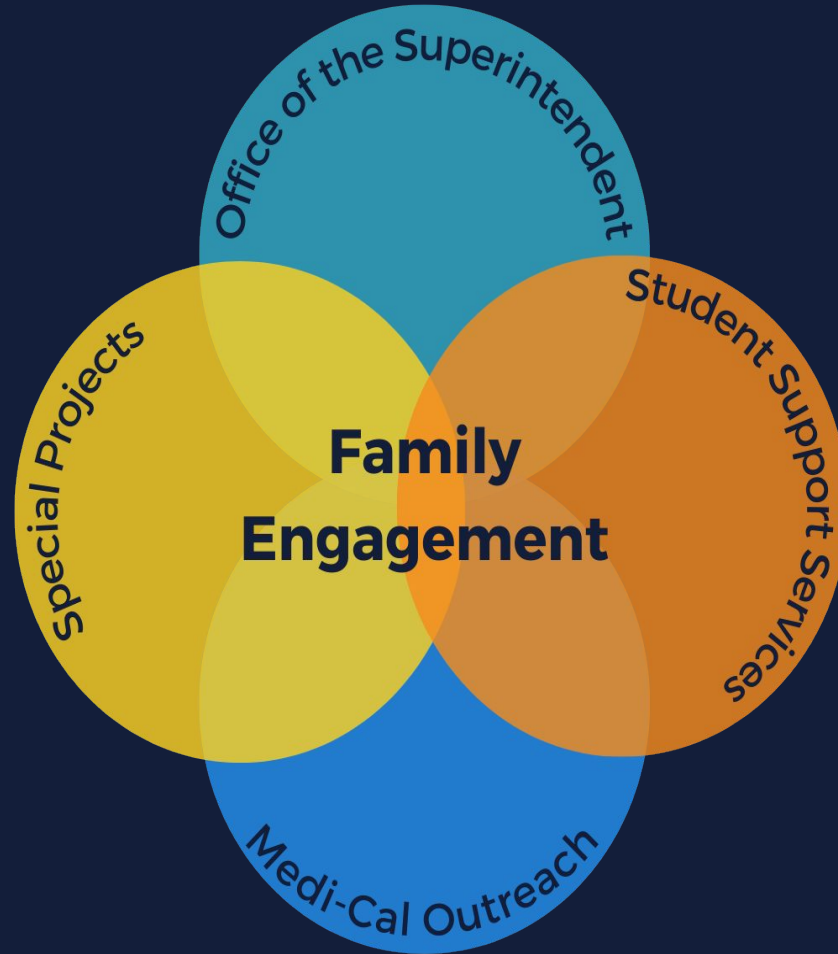 Office of the Superintendent
Student Support Services
Special Projects
Family
Engagement
Medi-Cal Outreach